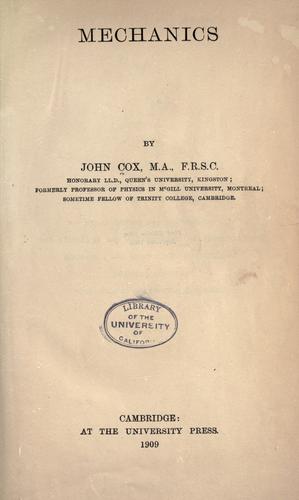 MECHANICS
BY
JOHN COX, M.A., F.R.S.C.
HONORARY LL.D., QUEEN'S UNIVERSITY, KINGSTON;
FORMERLY PROFESSOR OF PHYSICS IN McGILL UNIVERSITY, MONTREAL;
SOMETIME FELLOW OF TRINITY COLLEGE, CAMBRIDGE.
LIBRARY
OF THE
UNIVERSITY
OF
CALIFORNIA
CAMBRIDGE:
AT THE UNIVERSITY PRESS.
1909